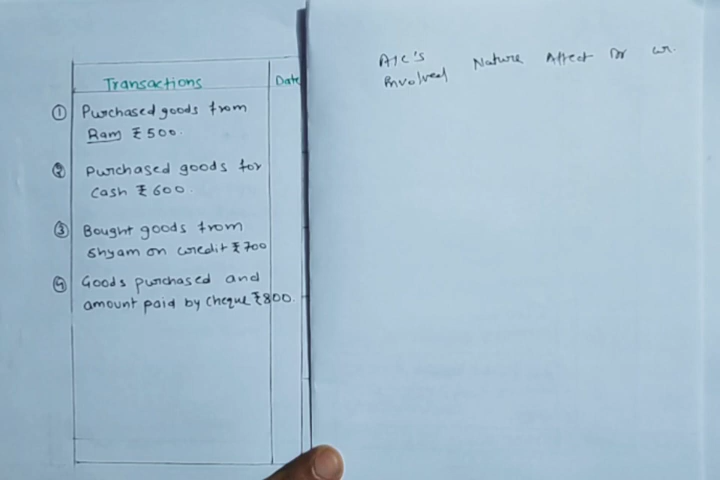 Transactions
Date
① Purchased goods from
Ram ₹500.
② Purchased goods for
Cash ₹600.
③ Bought goods from
Shyam on credit ₹700
④ Goods purchased and
amount paid by cheque ₹800.
A/C's Nature Affect Dr Cr.
Involved